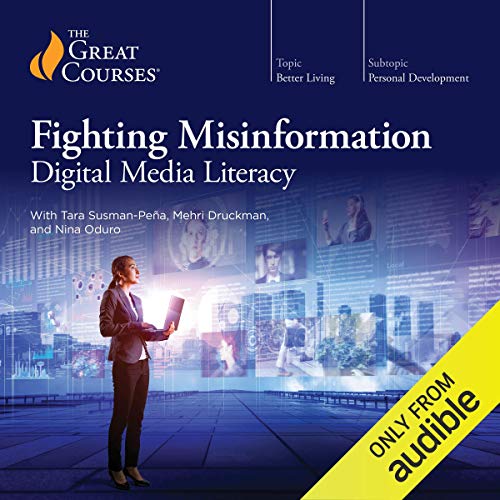 THE
GREAT
COURSES®
Topic
Better Living
Subtopic
Personal Development
Fighting Misinformation
Digital Media Literacy
With Tara Susman-Peña, Mehri Druckman,
and Nina Oduro
ONLY FROM
audible